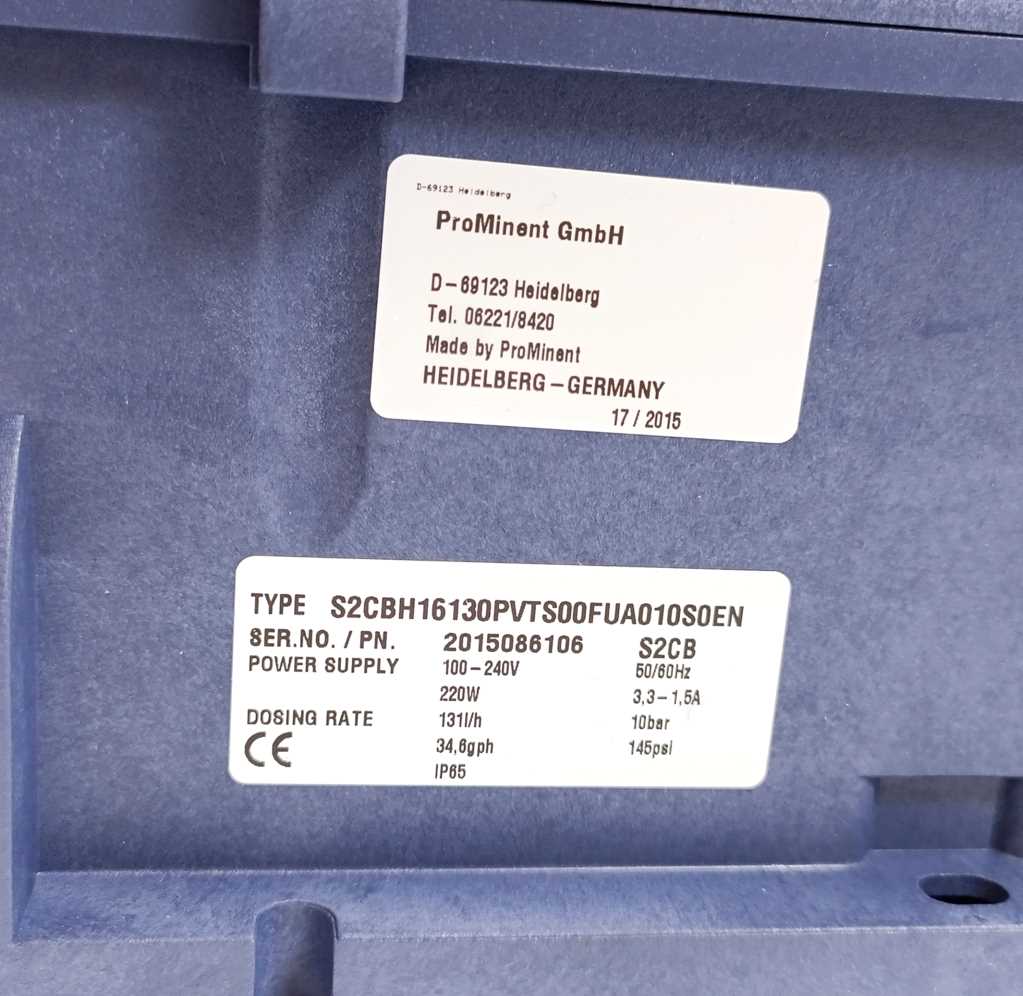 D-69123 Heidelberg
ProMinent GmbH
D-69123 Heidelberg
Tel. 06221/8420
Made by ProMinent
HEIDELBERG-GERMANY
17 / 2015
TYPE S2CBH16130PVTS00FUA010S0EN
SER.NO. / PN. 2015086106 S2CB
POWER SUPPLY 100-240V 50/60Hz
220W 3,3-1,5A
DOSING RATE 131l/h 10bar
CE 34,6gph 145psi
IP65